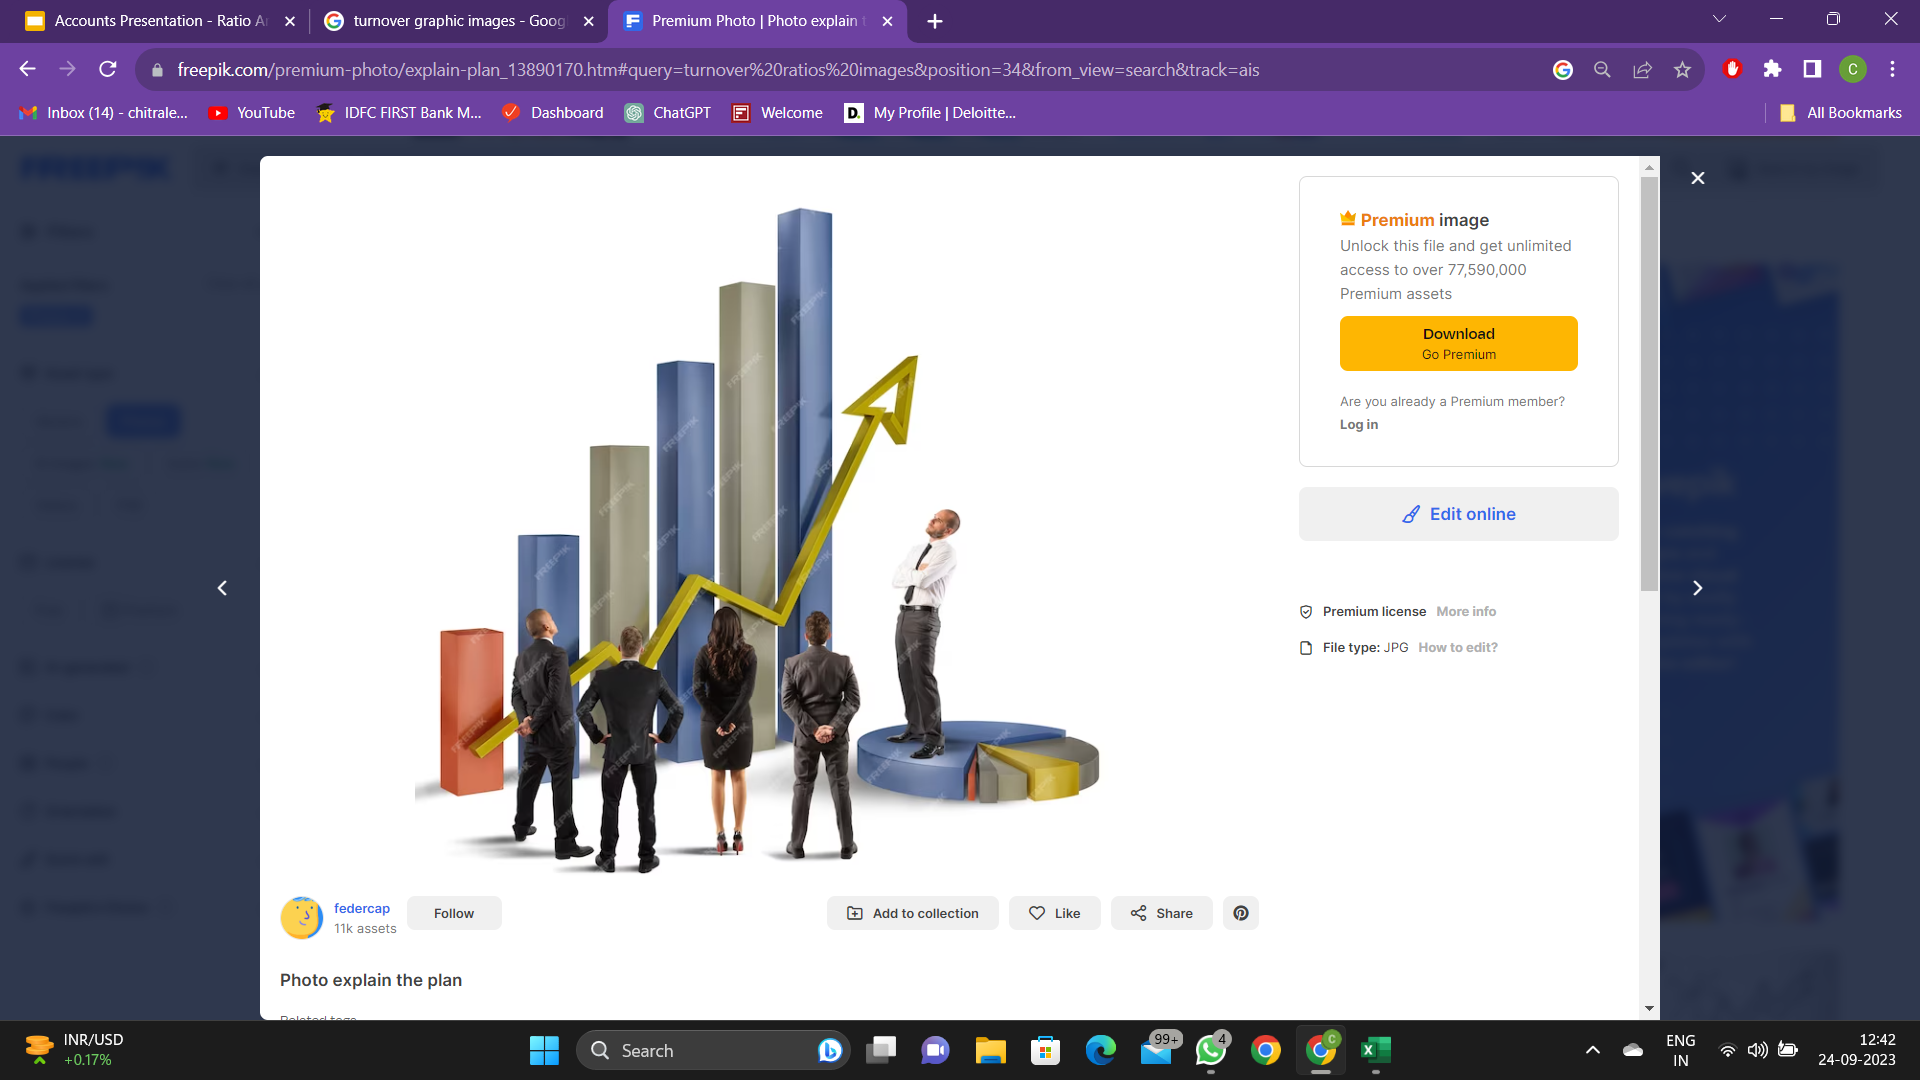 Accounts Presentation - Ratio A
turnover graphic images - Goog
Premium Photo | Photo explain t
freepik.com/premium-photo/explain-plan_13890170.htm#query=turnover%20ratios%20images&position=34&from_view=search&track=ais
C
Inbox (14) - chitrale...
YouTube
IDFC FIRST Bank M...
Dashboard
ChatGPT
Welcome
D.
My Profile | Deloitte...
All Bookmarks
FREEPIK
Premium image
Unlock this file and get unlimited
access to over 77,590,000
Premium assets
Download
Go Premium
Are you already a Premium member?
Log in
Edit online
Premium license More info
File type: JPG How to edit?
federcap
11k assets
Follow
Add to collection
Like
Share
Photo explain the plan
Related tags
INR/USD
+0.17%
Search
99+
4
C
ENG
IN
12:42
24-09-2023